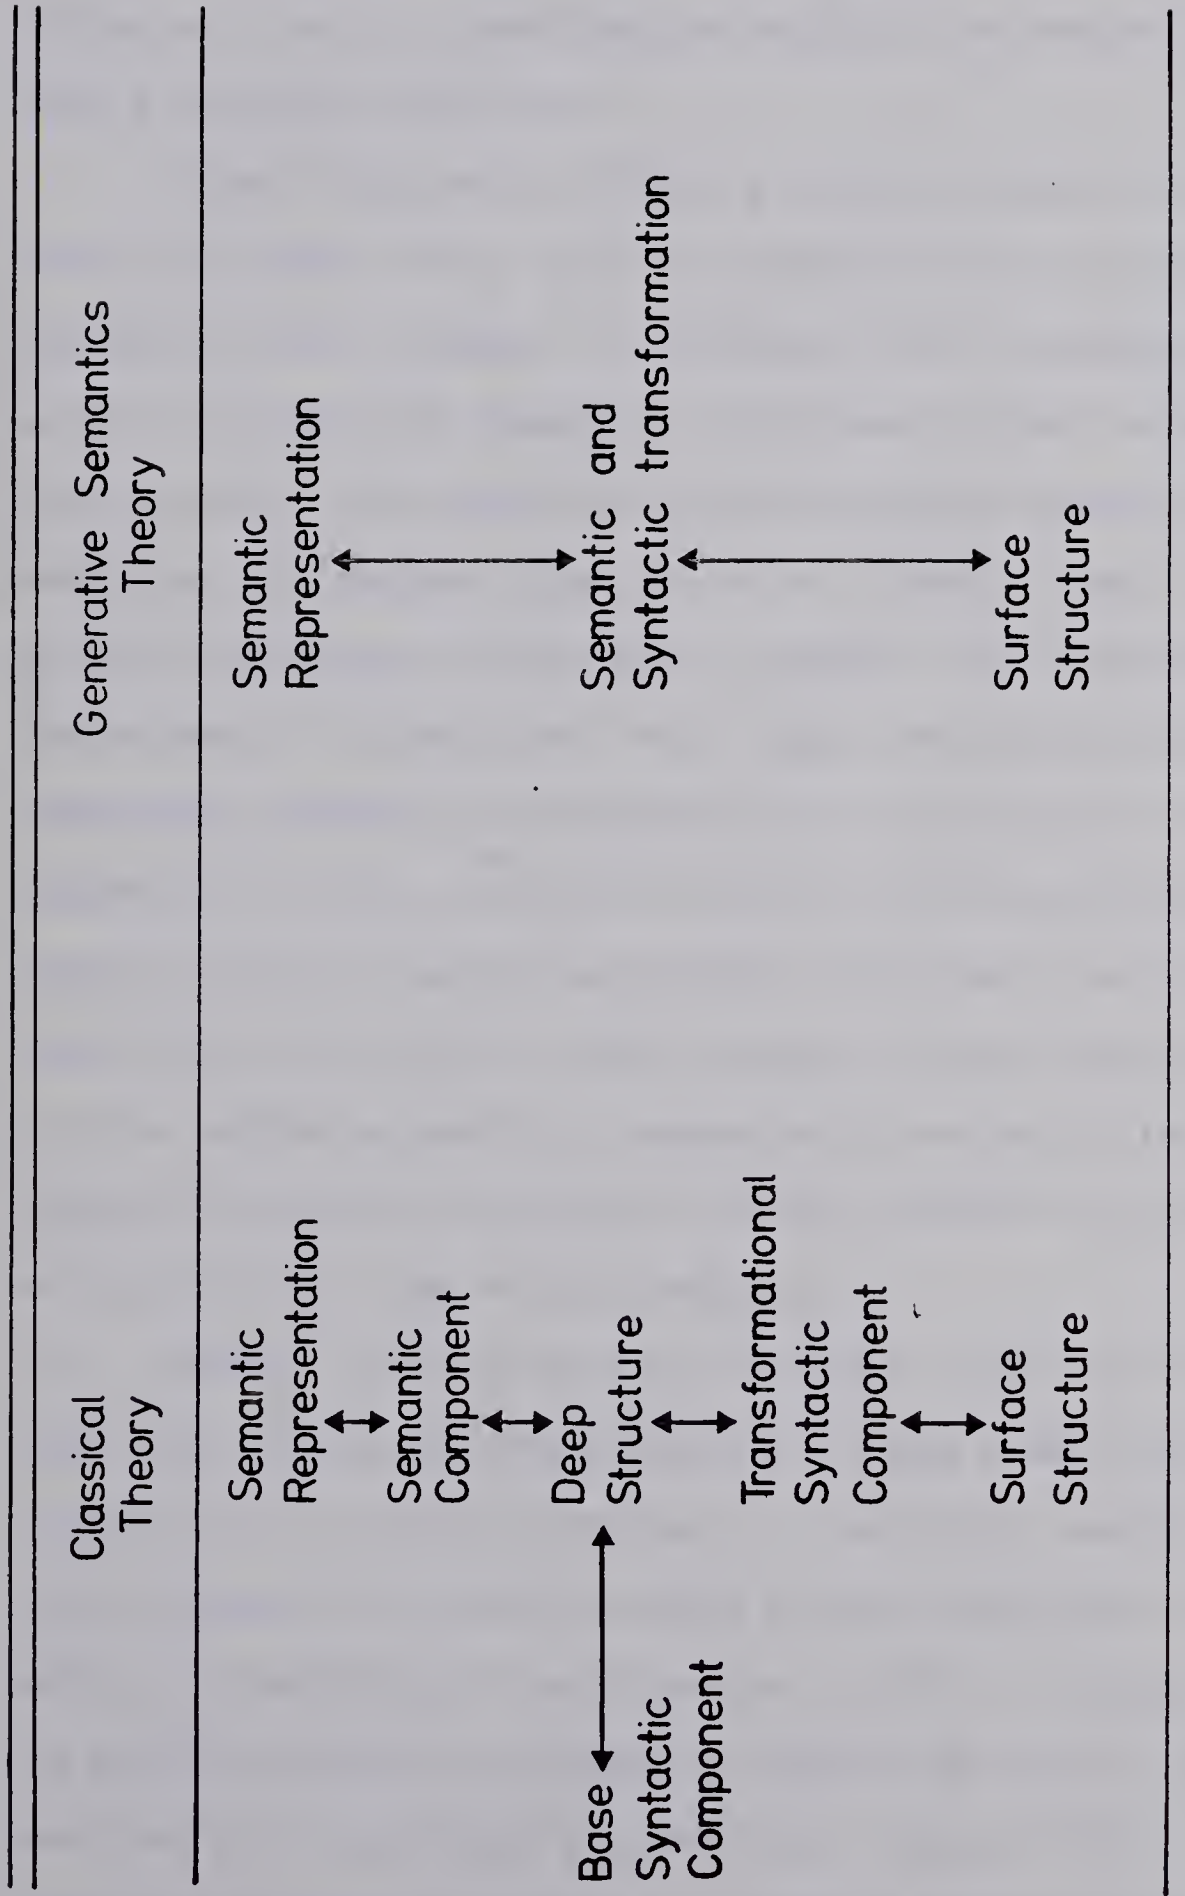 Classical
Theory
Generative Semantics
Theory
Semantic
Representation
Semantic
Component
Deep
Structure
Base
Syntactic
Component
Transformational
Syntactic
Component
Surface
Structure
Semantic
Representation
Semantic and
Syntactic transformation
Surface
Structure